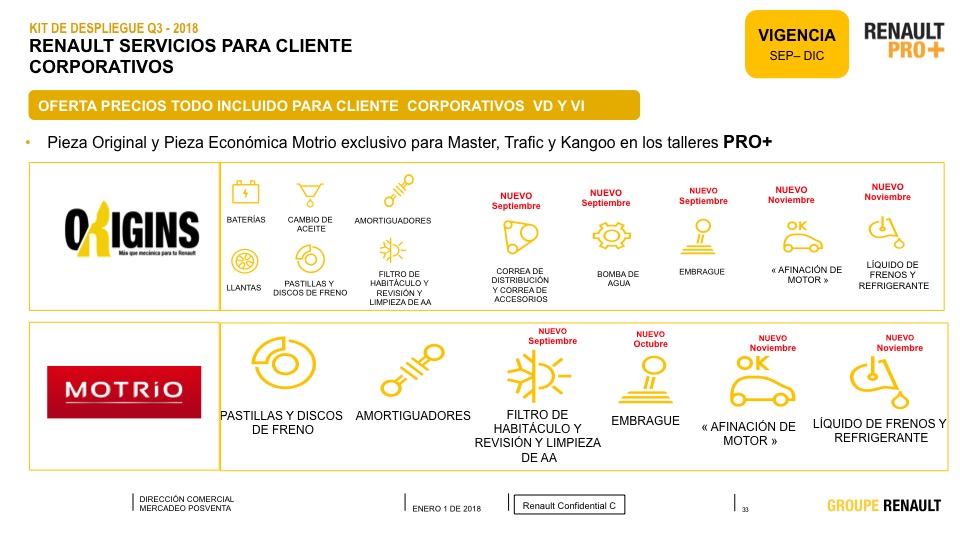 KIT DE DESPLIEGUE Q3 - 2018
RENAULT SERVICIOS PARA CLIENTE
CORPORATIVOS
VIGENCIA
SEP– DIC
RENAULT
PRO+
OFERTA PRECIOS TODO INCLUIDO PARA CLIENTE CORPORATIVOS VD Y VI
• Pieza Original y Pieza Económica Motrio exclusivo para Master, Trafic y Kangoo en los talleres PRO+
ORIGINS
Más que mecánica para tu Renault
BATERÍAS
CAMBIO DE
ACEITE
AMORTIGUADORES
LLANTAS
PASTILLAS Y
DISCOS DE FRENO
FILTRO DE
HABITÁCULO Y
REVISIÓN Y
LIMPIEZA DE AA
NUEVO
Septiembre
CORREA DE
DISTRIBUCIÓN
Y CORREA DE
ACCESORIOS
NUEVO
Septiembre
BOMBA DE
AGUA
NUEVO
Septiembre
EMBRAGUE
NUEVO
Noviembre
OK
« AFINACIÓN DE
MOTOR »
NUEVO
Noviembre
LÍQUIDO DE
FRENOS Y
REFRIGERANTE
MOTRiO
PASTILLAS Y DISCOS
DE FRENO
AMORTIGUADORES
NUEVO
Septiembre
FILTRO DE
HABITÁCULO Y
REVISIÓN Y LIMPIEZA
DE AA
NUEVO
Octubre
EMBRAGUE
NUEVO
Noviembre
OK
« AFINACIÓN DE
MOTOR »
NUEVO
Noviembre
LÍQUIDO DE FRENOS Y
REFRIGERANTE
DIRECCIÓN COMERCIAL
MERCADEO POSVENTA
ENERO 1 DE 2018
Renault Confidential C
33
GROUPE RENAULT